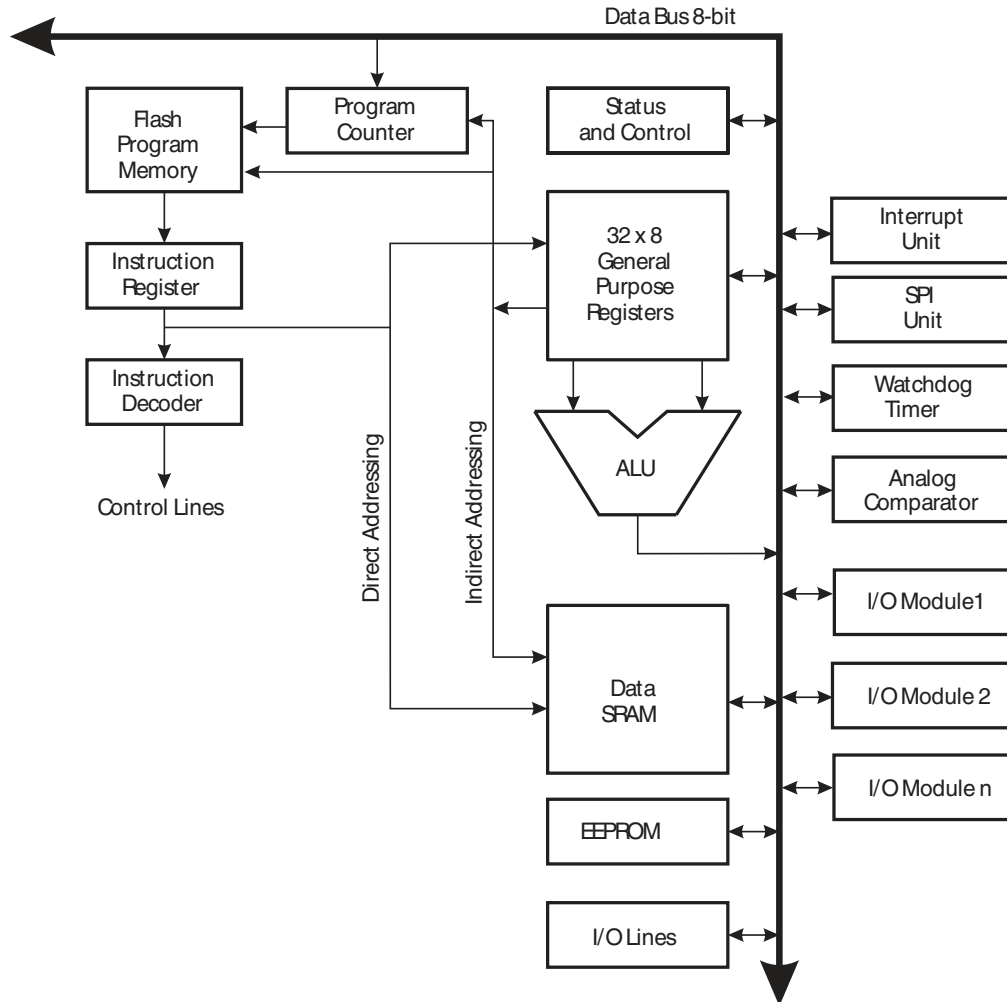 Data Bus 8-bit
Flash
Program
Memory
Program
Counter
Status
and Control
Interrupt
Unit
32 x 8
General
Purpose
Registers
Instruction
Register
SPI
Unit
Instruction
Decoder
Watchdog
Timer
ALU
Analog
Comparator
Control Lines
Direct Addressing
Indirect Addressing
I/O Module1
Data
SRAM
I/O Module 2
I/O Module n
EEPROM
I/O Lines